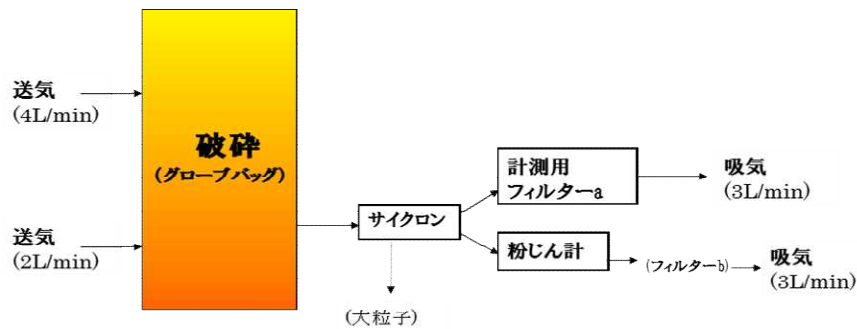 送気
(4L/min)
破砕
(グローブバッグ)
送気
(2L/min)
サイクロン
(大粒子)
計測用
フィルターa
吸気
(3L/min)
粉じん計
(フィルターb)
吸気
(3L/min)